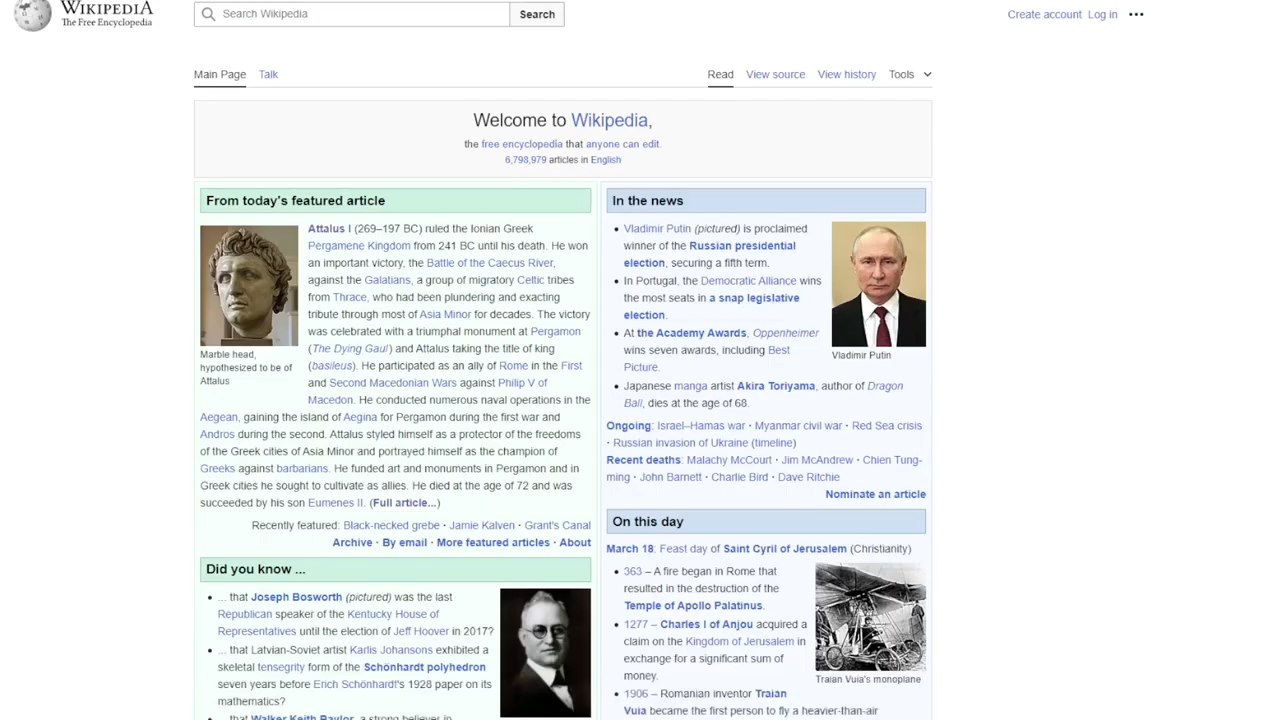 WIKIPEDIA
The Free Encyclopedia
Search Wikipedia
Search
Create account Log in
Main Page Talk
Read View source View history Tools
Welcome to Wikipedia,
the free encyclopedia that anyone can edit.
6,798,979 articles in English
From today's featured article
Marble head,
hypothesized to be of
Attalus
Attalus I (269–197 BC) ruled the Ionian Greek
Pergamene Kingdom from 241 BC until his death. He won
an important victory, the Battle of the Caecus River,
against the Galatians, a group of migratory Celtic tribes
from Thrace, who had been plundering and exacting
tribute through most of Asia Minor for decades. The victory
was celebrated with a triumphal monument at Pergamon
(The Dying Gaul) and Attalus taking the title of king
(basileus). He participated as an ally of Rome in the First
and Second Macedonian Wars against Philip V of
Macedon. He conducted numerous naval operations in the
Aegean, gaining the island of Aegina for Pergamon during the first war and
Andros during the second. Attalus styled himself as a protector of the freedoms
of the Greek cities of Asia Minor and portrayed himself as the champion of
Greeks against barbarians. He funded art and monuments in Pergamon and in
Greek cities he sought to cultivate as allies. He died at the age of 72 and was
succeeded by his son Eumenes II. (Full article...)
Recently featured: Black-necked grebe · Jamie Kalven · Grant's Canal
Archive · By email · More featured articles · About
Did you know ...
... that Joseph Bosworth (pictured) was the last
Republican speaker of the Kentucky House of
Representatives until the election of Jeff Hoover in 2017?
... that Latvian-Soviet artist Karlis Johansons exhibited a
skeletal tensegrity form of the Schönhardt polyhedron
seven years before Erich Schönhardt's 1928 paper on its
mathematics?
... that Walker Keith Baylor, a strong believer in
In the news
Vladimir Putin (pictured) is proclaimed
winner of the Russian presidential
election, securing a fifth term.
In Portugal, the Democratic Alliance wins
the most seats in a snap legislative
election.
At the Academy Awards, Oppenheimer
wins seven awards, including Best
Picture.
Japanese manga artist Akira Toriyama, author of Dragon
Ball, dies at the age of 68.
Vladimir Putin
Ongoing: Israel–Hamas war · Myanmar civil war · Red Sea crisis
· Russian invasion of Ukraine (timeline)
Recent deaths: Malachy McCourt · Jim McAndrew · Chien Tung-
ming · John Barnett · Charlie Bird · Dave Ritchie
Nominate an article
On this day
March 18: Feast day of Saint Cyril of Jerusalem (Christianity)
363 – A fire began in Rome that
resulted in the destruction of the
Temple of Apollo Palatinus.
1277 – Charles I of Anjou acquired a
claim on the Kingdom of Jerusalem in
exchange for a significant sum of
money.
1906 – Romanian inventor Traian
Vuia became the first person to fly a heavier-than-air
Traian Vuia's monoplane